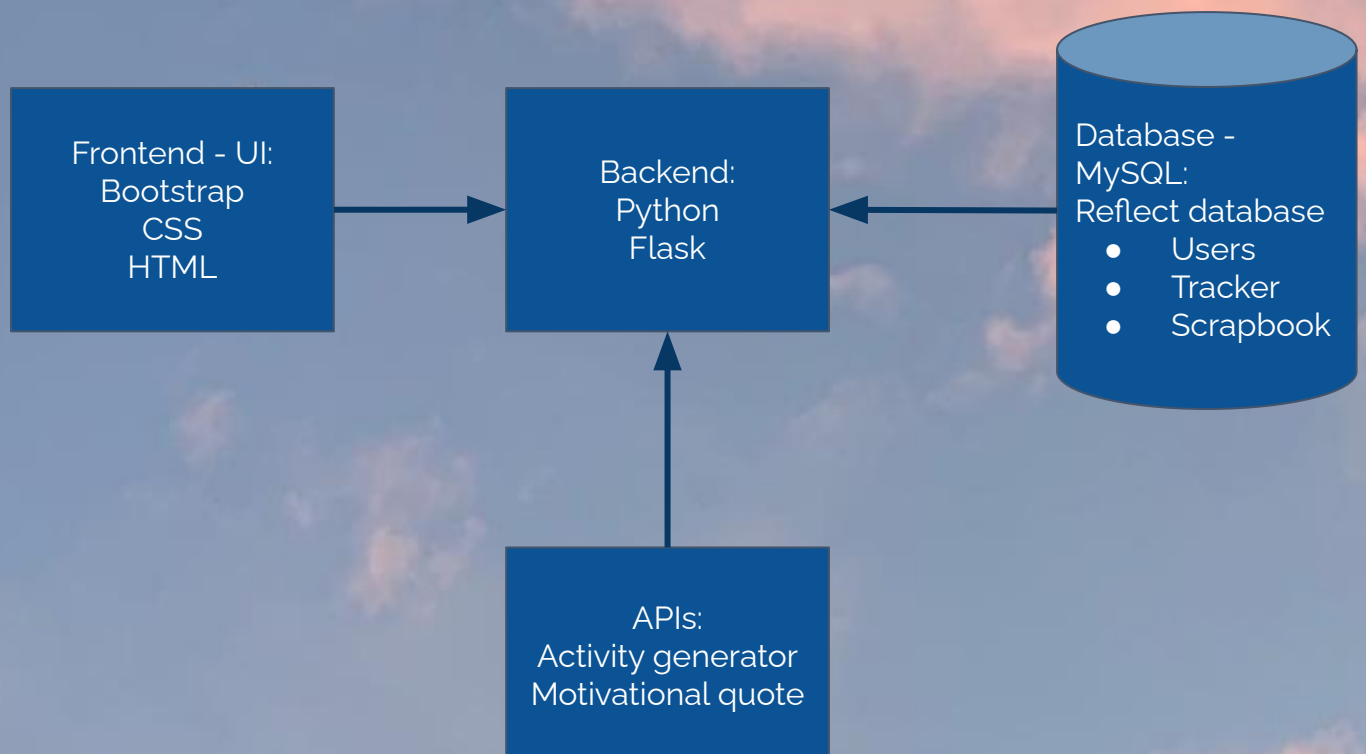 Frontend - UI:
Bootstrap
CSS
HTML
Backend:
Python
Flask
Database -
MySQL:
Reflect database
● Users
● Tracker
● Scrapbook
APIs:
Activity generator
Motivational quote